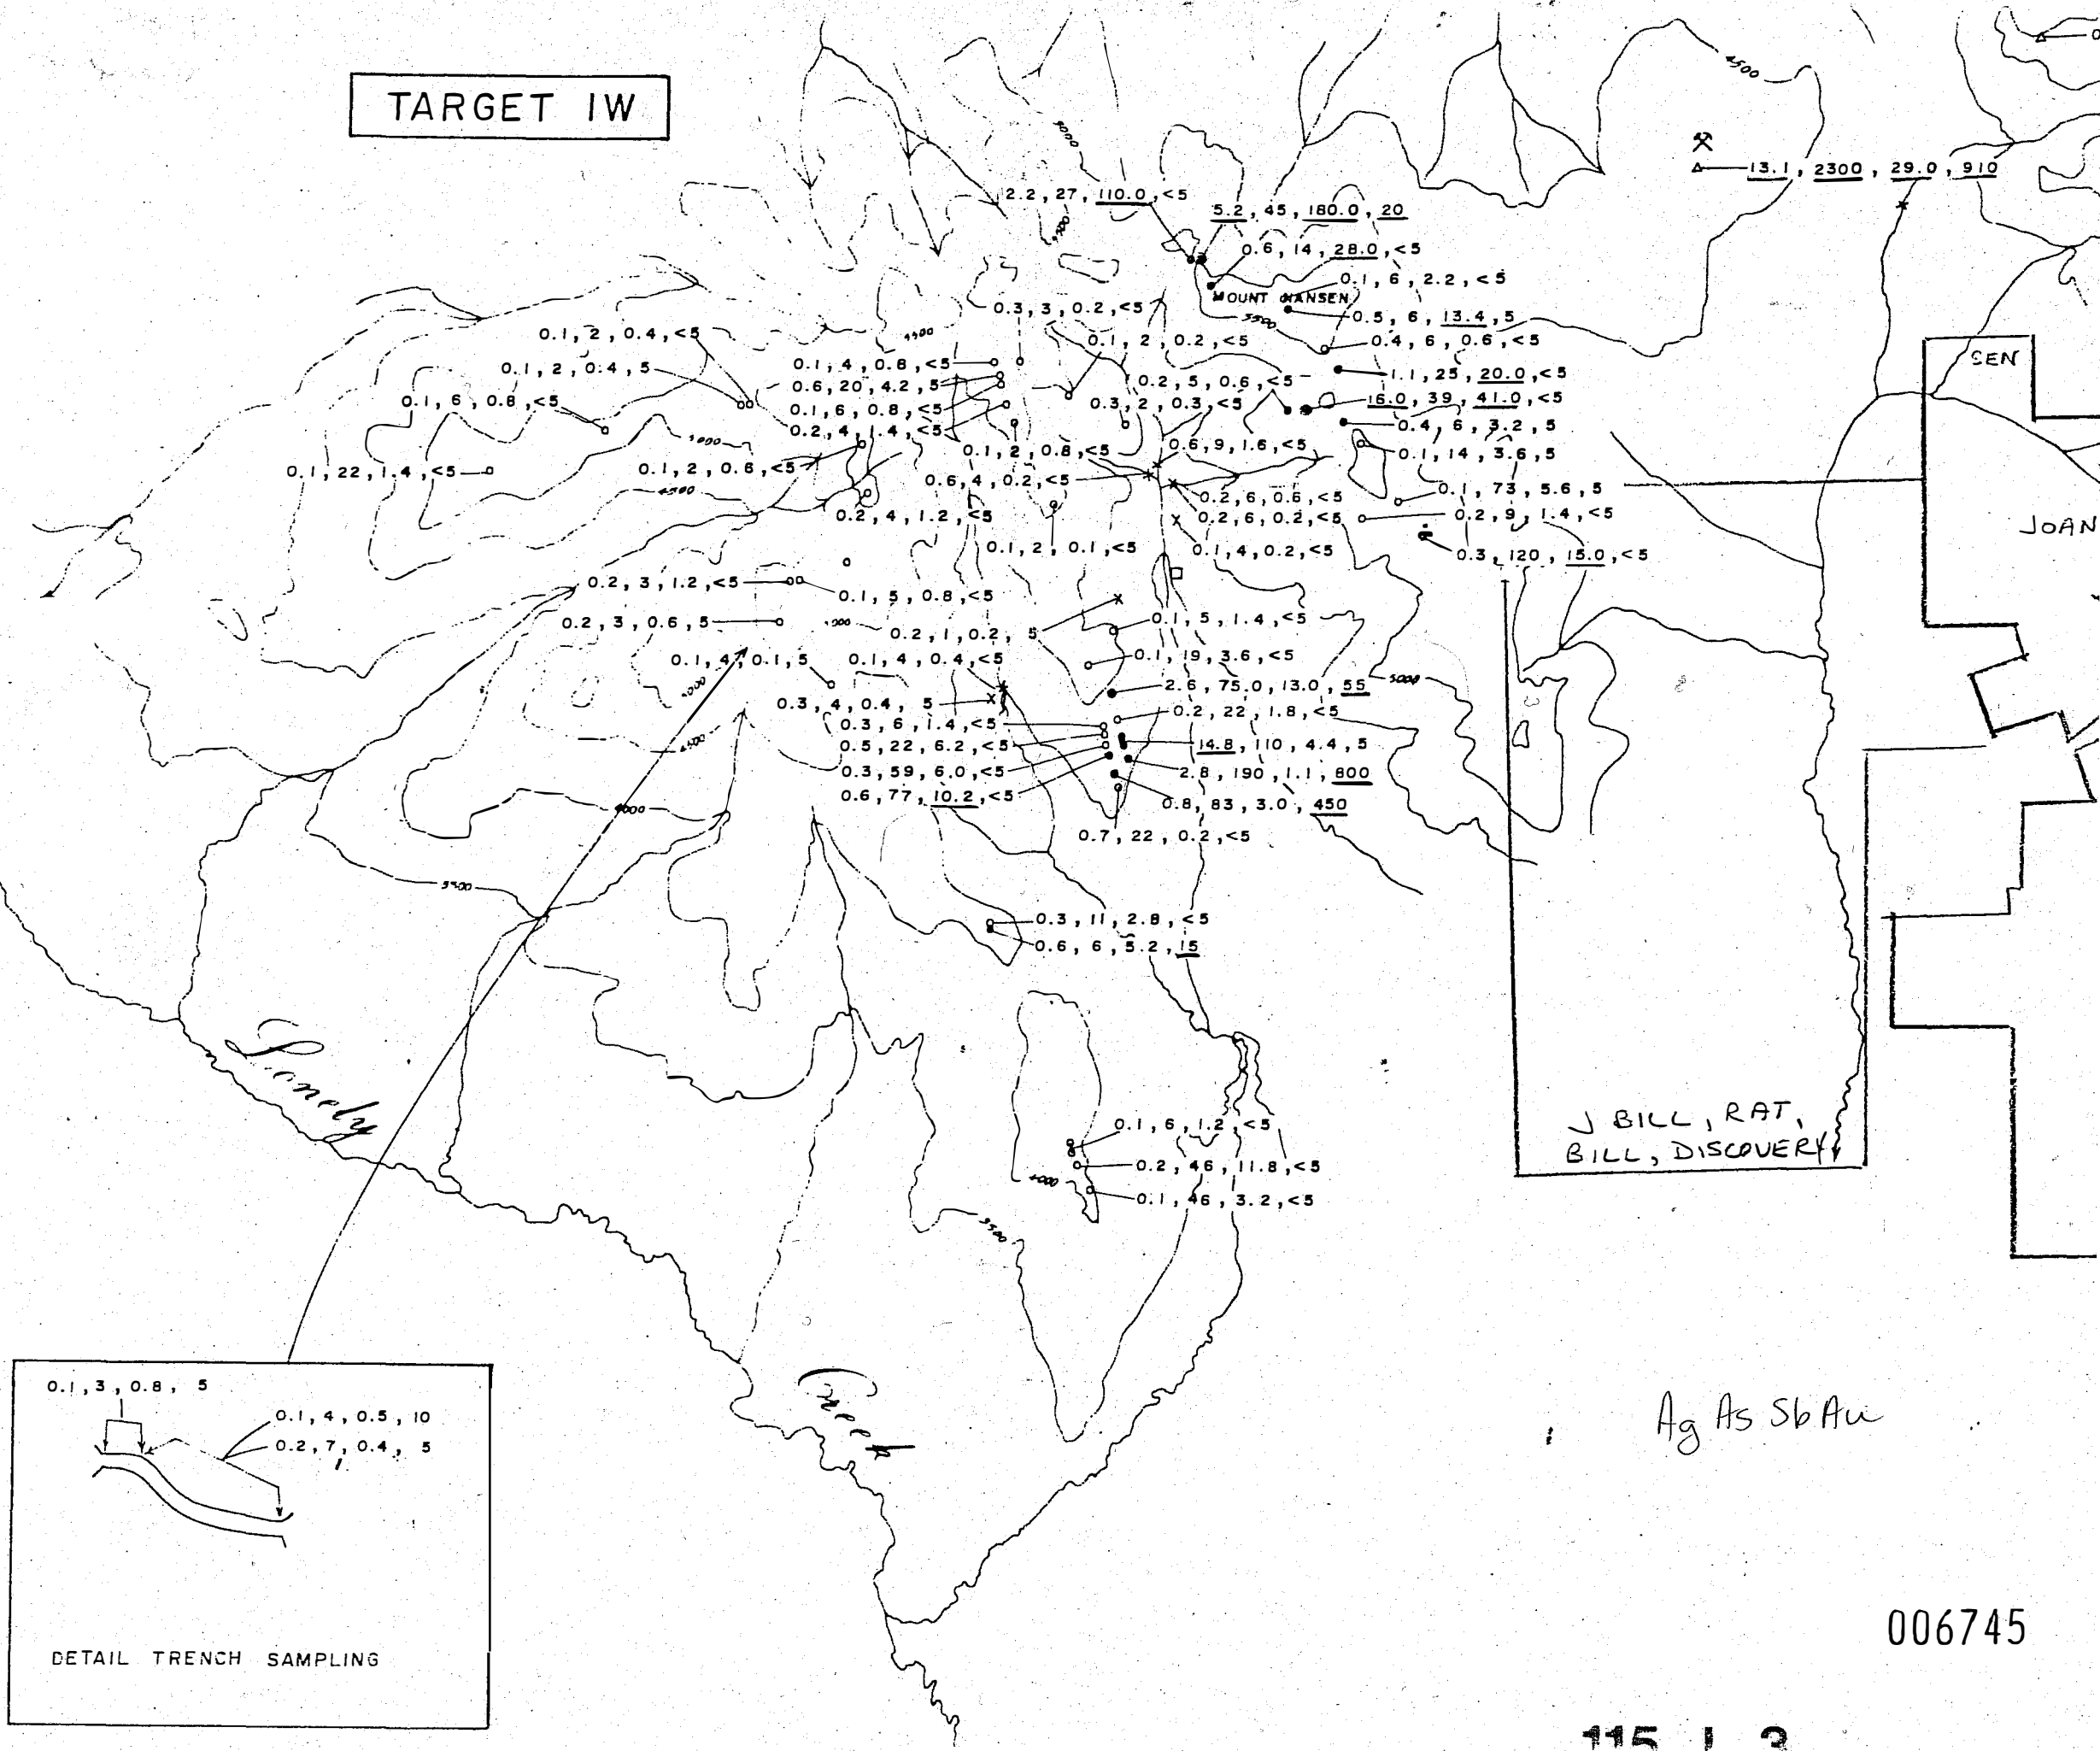 TARGET 1W
4500
13.1, 2300, 29.0, 910
4000
2.2, 27, 110.0, <5
5.2, 45, 180.0, 20
0.6, 14, 28.0, <5
0.1, 6, 2.2, <5
MOUNT HANSEN
0.3, 3, 0.2, <5
5500
0.5, 6, 13.4, 5
0.1, 2, 0.4, <5
4500
0.1, 2, 0.2, <5
0.4, 6, 0.6, <5
SEN
0.1, 2, 0.4, 5
0.1, 4, 0.8, <5
0.6, 20, 4.2, 5
0.2, 5, 0.6, <5
1.1, 25, 20.0, <5
0.1, 6, 0.8, <5
0.1, 6, 0.8, <5
0.3, 2, 0.3, <5
16.0, 39, 41.0, <5
0.2, 4, 1.4, <5
0.4, 6, 3.2, 5
0.1, 2, 0.8, <5
0.6, 9, 1.6, <5
0.1, 14, 3.6, 5
0.1, 22, 1.4, <5
0.1, 2, 0.6, <5
0.6, 4, 0.2, <5
4500
0.2, 6, 0.6, <5
0.1, 73, 5.6, 5
0.2, 4, 1.2, <5
0.2, 6, 0.2, <5
0.2, 9, 1.4, <5
JOAN
0.1, 2, 0.1, <5
0.1, 4, 0.2, <5
0.3, 120, 15.0, <5
0.2, 3, 1.2, <5
0.1, 5, 0.8, <5
0.2, 3, 0.6, 5
0.2, 1, 0.2, 5
0.1, 5, 1.4, <5
0.1, 4, 0.1, 5
0.1, 4, 0.4, <5
0.1, 19, 3.6, <5
5000
2.6, 75.0, 13.0, 55
0.3, 4, 0.4, 5
0.2, 22, 1.8, <5
0.3, 6, 1.4, <5
0.5, 22, 6.2, <5
14.8, 110, 4.4, 5
0.3, 59, 6.0, <5
2.8, 190, 1.1, 800
0.6, 77, 10.2, <5
0.8, 83, 3.0, 450
4000
0.7, 22, 0.2, <5
3500
0.3, 11, 2.8, <5
0.6, 6, 5.2, 15
Lonely
0.1, 6, 1.2, <5
0.2, 46, 11.8, <5
4000
0.1, 46, 3.2, <5
3500
J BILL, RAT,
BILL, DISCOVERY
Creek
0.1, 3, 0.8, 5
0.1, 4, 0.5, 10
0.2, 7, 0.4, 5
DETAIL TRENCH SAMPLING
Ag As Sb Au
006745